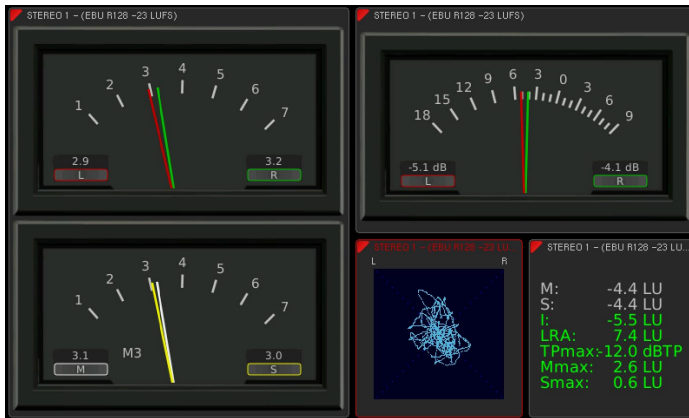 STEREO 1 - (EBU R128 -23 LUFS)
1 2 3 4 5 6 7
2.9
L
3.2
R
STEREO 1 - (EBU R128 -23 LUFS)
18 15 12 9 6 3 0 3 6 9
-5.1 dB
L
-4.1 dB
R
1 2 3 4 5 6 7
3.1
M
M3
3.0
S
STEREO 1 - (EBU R128 -23 LU...
L R
STEREO 1 - (EBU R128 -23 LU...
M: -4.4 LU
S: -4.4 LU
I: -5.5 LU
LRA: 7.4 LU
TPmax:-12.0 dBTP
Mmax: 2.6 LU
Smax: 0.6 LU